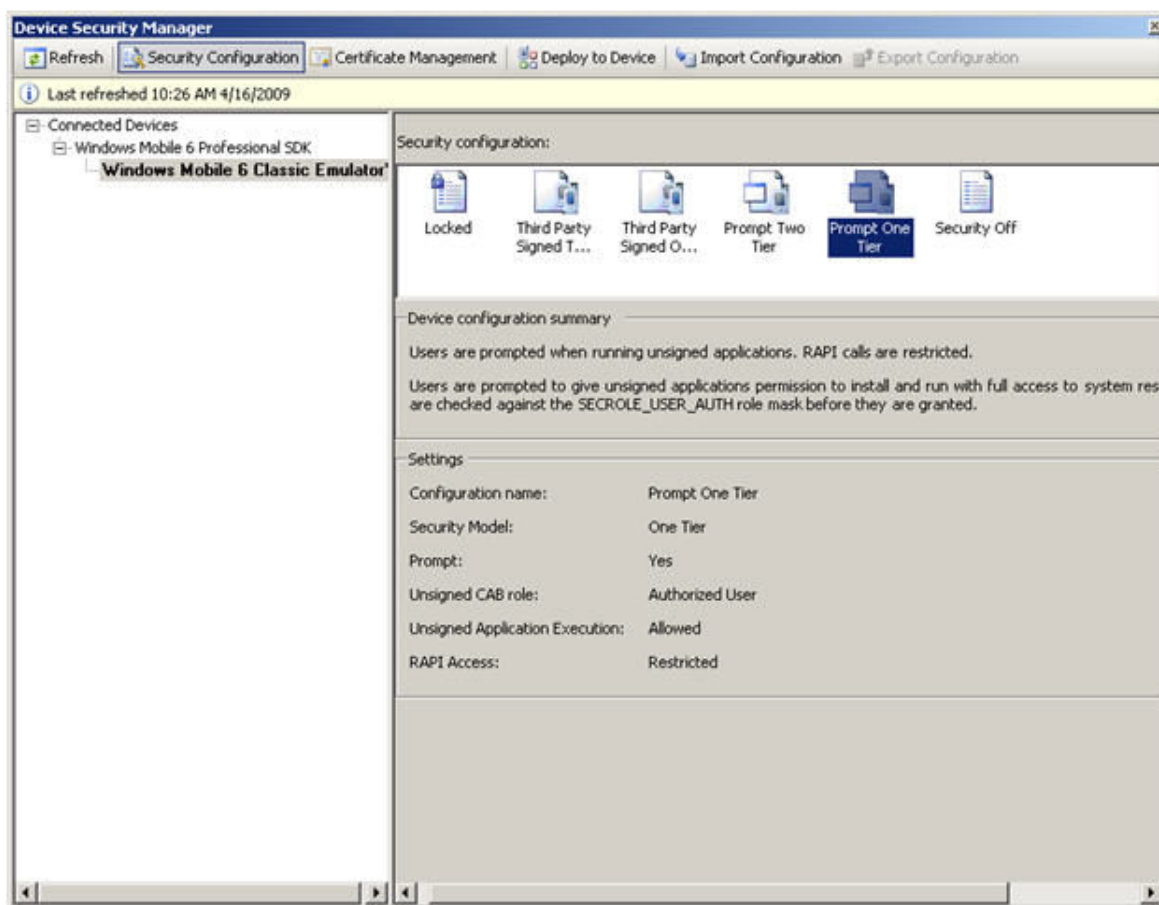 Device Security Manager
Refresh Security Configuration Certificate Management Deploy to Device Import Configuration Export Configuration
Last refreshed 10:26 AM 4/16/2009
Connected Devices
Windows Mobile 6 Professional SDK
Windows Mobile 6 Classic Emulator
Security configuration:
Locked Third Party Third Party Prompt Two Prompt One Security Off
Signed T... Signed O... Tier Tier
Device configuration summary
Users are prompted when running unsigned applications. RAPI calls are restricted.
Users are prompted to give unsigned applications permission to install and run with full access to system res
are checked against the SECROLE_USER_AUTH role mask before they are granted.
Settings
Configuration name: Prompt One Tier
Security Model: One Tier
Prompt: Yes
Unsigned CAB role: Authorized User
Unsigned Application Execution: Allowed
RAPI Access: Restricted